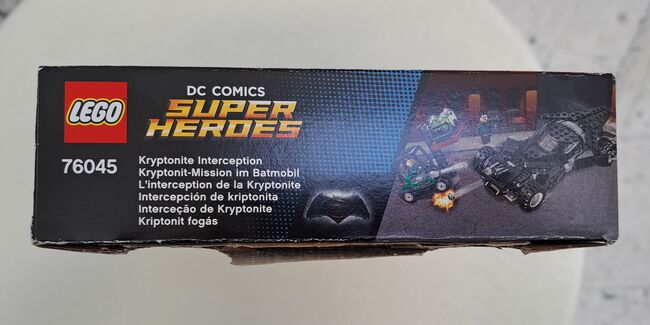 LEGO
76045
DC COMICS
SUPER
HEROES
Kryptonite Interception
Kryptonit-Mission im Batmobil
L'interception de la Kryptonite
Intercepción de kriptonita
Interceção de Kryptonite
Kriptonit fogás